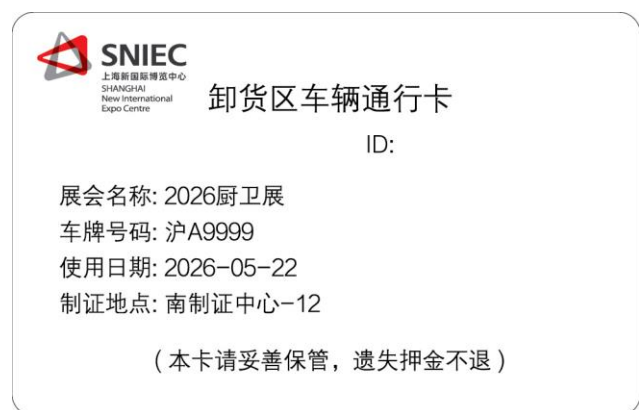 SNIEC
上海新国际博览中心
SHANGHAI
New International
Expo Centre
卸货区车辆通行卡
ID:
展会名称: 2026厨卫展
车牌号码: 沪A9999
使用日期: 2026-05-22
制证地点: 南制证中心-12
(本卡请妥善保管，遗失押金不退)